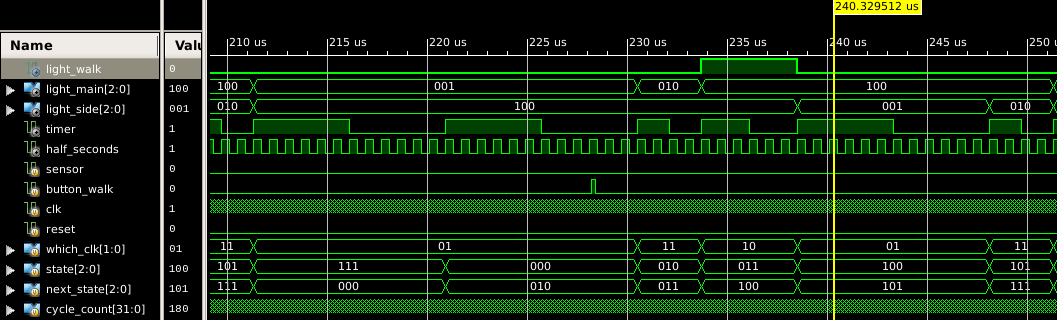 240.329512 us
Name Valu 210 us 215 us 220 us 225 us 230 us 235 us 240 us 245 us 250 u
light_walk 0
light_main[2:0] 100 100 001 010 100
light_side[2:0] 001 010 100 001 010
timer 1
half_seconds 1
sensor 0
button_walk 0
clk 1
reset 0
which_clk[1:0] 01 11 01 11 10 01 11
state[2:0] 100 101 111 000 010 011 100 101
next_state[2:0] 101 111 000 010 011 100 101 111
cycle_count[31:0] 180